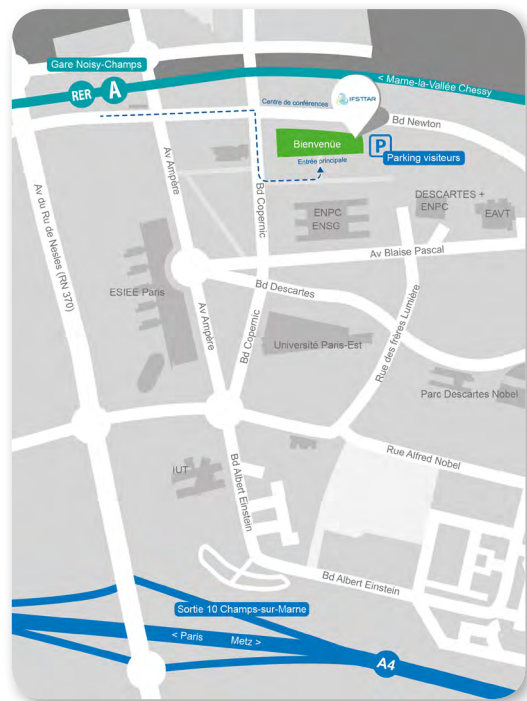 Gare Noisy-Champs
RER A
< Marne-la-Vallée Chessy
Centre de conférences
IFSTTAR
Bd Newton
Bienvenüe
P
Parking visiteurs
Entrée principale
Av Ampère
Bd Copernic
Av du Ru de Nesles (RN 370)
DESCARTES +
ENPC
EAVT
ENPC
ENSG
Av Blaise Pascal
ESIEE Paris
Bd Descartes
Av Ampère
Bd Copernic
Université Paris-Est
Rue des frères Lumière
Parc Descartes Nobel
IUT
Bd Albert Einstein
Rue Alfred Nobel
Bd Albert Einstein
Sortie 10 Champs-sur-Marne
< Paris
Metz >
A4